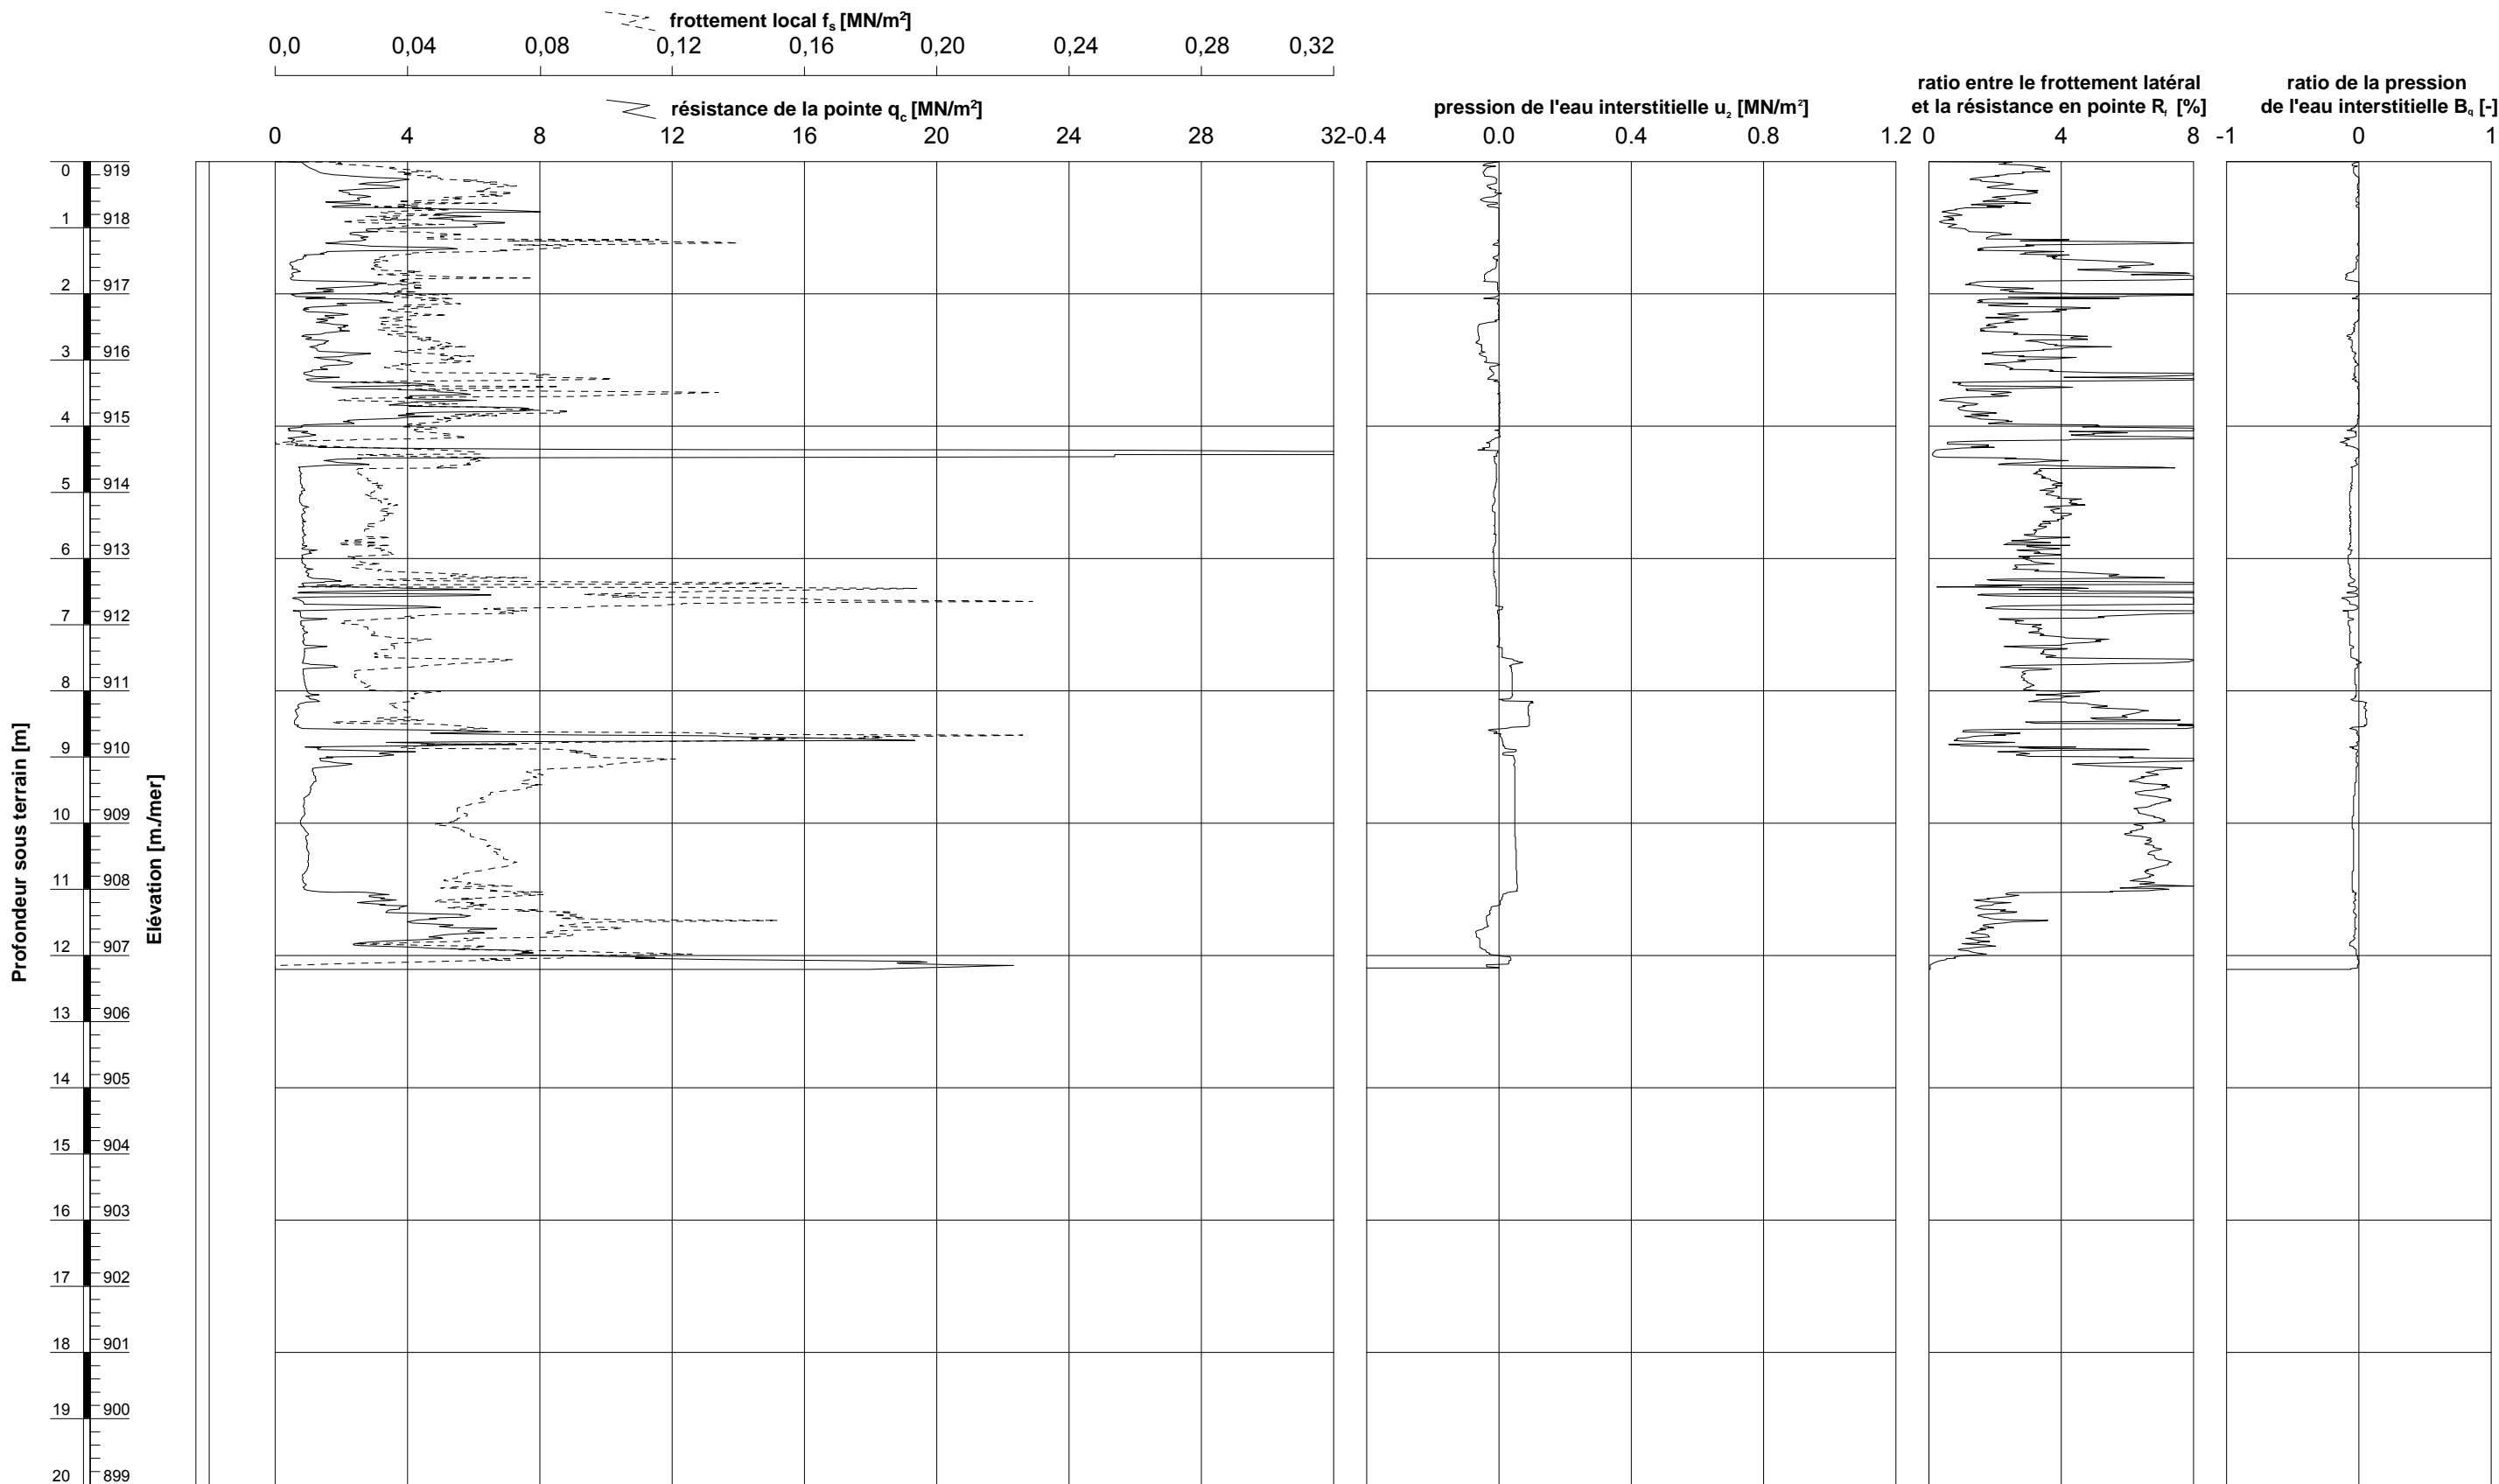 frottement local fs [MN/m²]
0,0 0,04 0,08 0,12 0,16 0,20 0,24 0,28 0,32
résistance de la pointe qc [MN/m²]
0 4 8 12 16 20 24 28 32
pression de l'eau interstitielle u2 [MN/m²]
-0.4 0.0 0.4 0.8 1.2
ratio entre le frottement latéral
et la résistance en pointe Rf [%]
0 4 8
ratio de la pression
de l'eau interstitielle Bq [-]
-1 0 1
Profondeur sous terrain [m]
Elévation [m./mer]
0 919
1 918
2 917
3 916
4 915
5 914
6 913
7 912
8 911
9 910
10 909
11 908
12 907
13 906
14 905
15 904
16 903
17 902
18 901
19 900
20 899